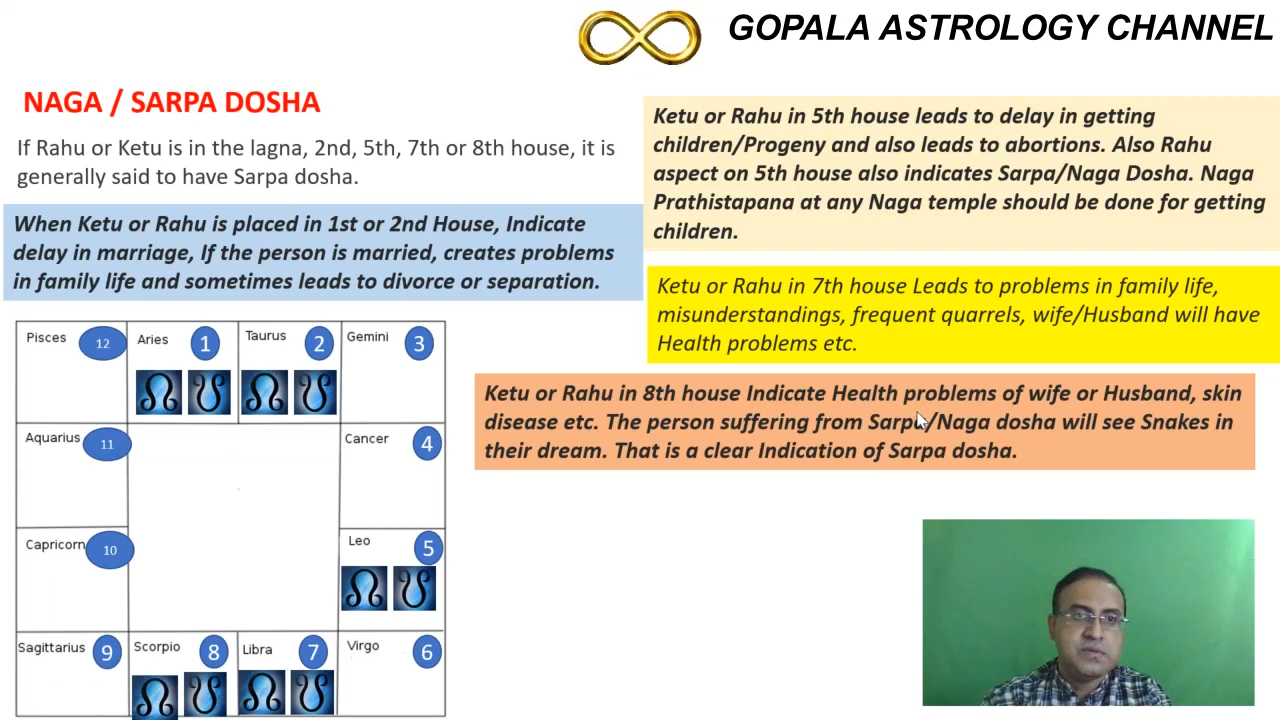 GOPALA ASTROLOGY CHANNEL
NAGA / SARPA DOSHA
If Rahu or Ketu is in the lagna, 2nd, 5th, 7th or 8th house, it is
generally said to have Sarpa dosha.
When Ketu or Rahu is placed in 1st or 2nd House, Indicate
delay in marriage, If the person is married, creates problems
in family life and sometimes leads to divorce or separation.
Ketu or Rahu in 5th house leads to delay in getting
children/Progeny and also leads to abortions. Also Rahu
aspect on 5th house also indicates Sarpa/Naga Dosha. Naga
Prathistapana at any Naga temple should be done for getting
children.
Ketu or Rahu in 7th house Leads to problems in family life,
misunderstandings, frequent quarrels, wife/Husband will have
Health problems etc.
Ketu or Rahu in 8th house Indicate Health problems of wife or Husband, skin
disease etc. The person suffering from Sarpa/Naga dosha will see Snakes in
their dream. That is a clear Indication of Sarpa dosha.
Pisces 12 Aries 1 Taurus 2 Gemini 3
Aquarius 11 Cancer 4
Capricorn 10 Leo 5
Sagittarius 9 Scorpio 8 Libra 7 Virgo 6